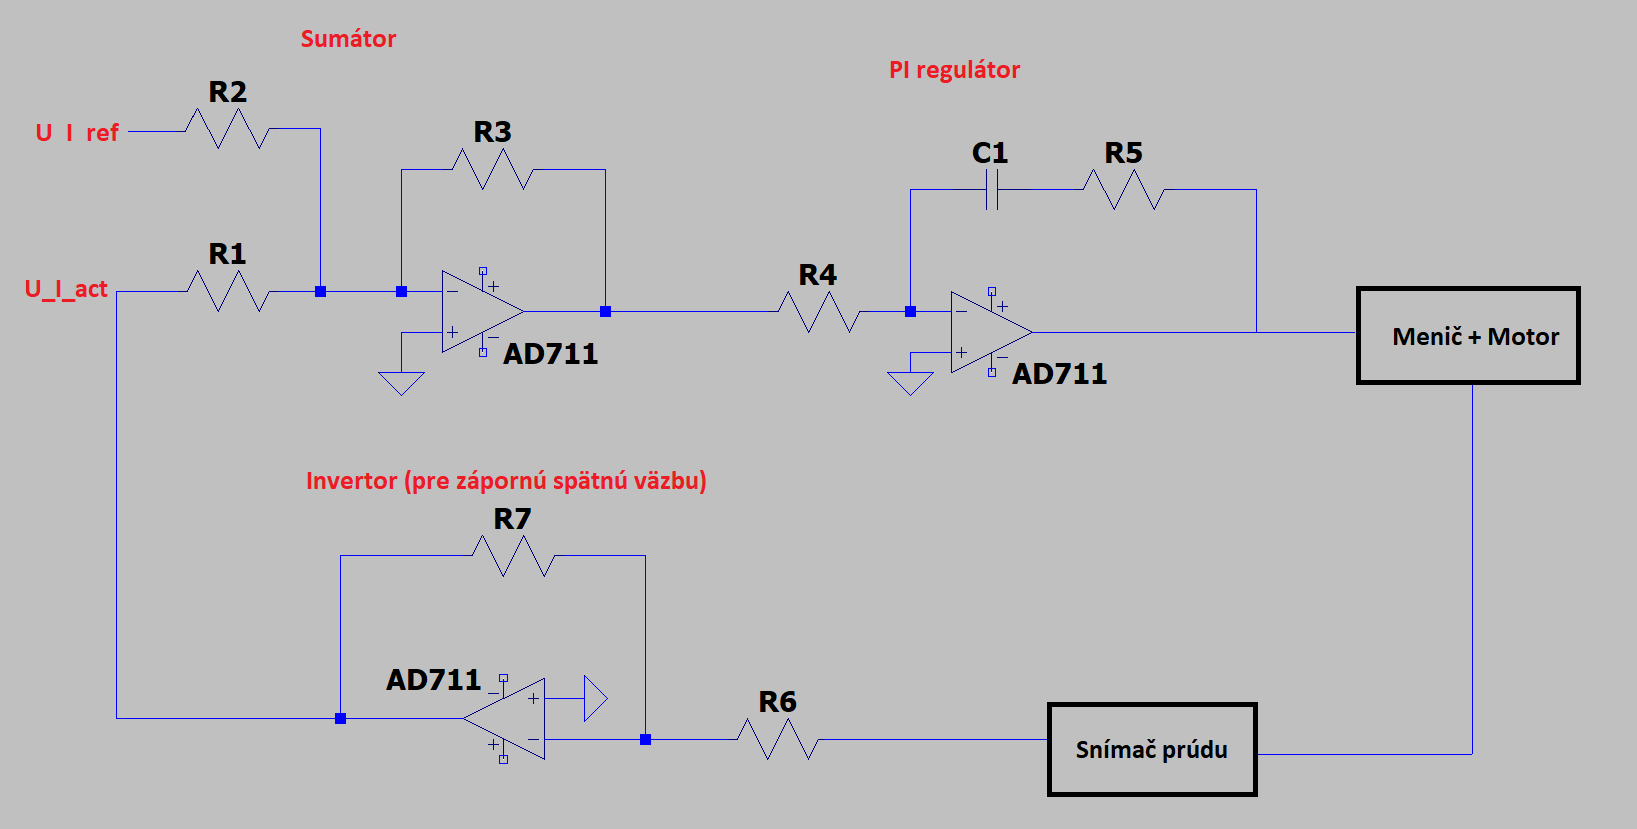 Sumátor
PI regulátor
R2
U I ref
R3
C1
R5
R1
U_I_act
R4
AD711
AD711
Menič + Motor
Invertor (pre zápornú spätnú väzbu)
R7
AD711
R6
Snímač prúdu